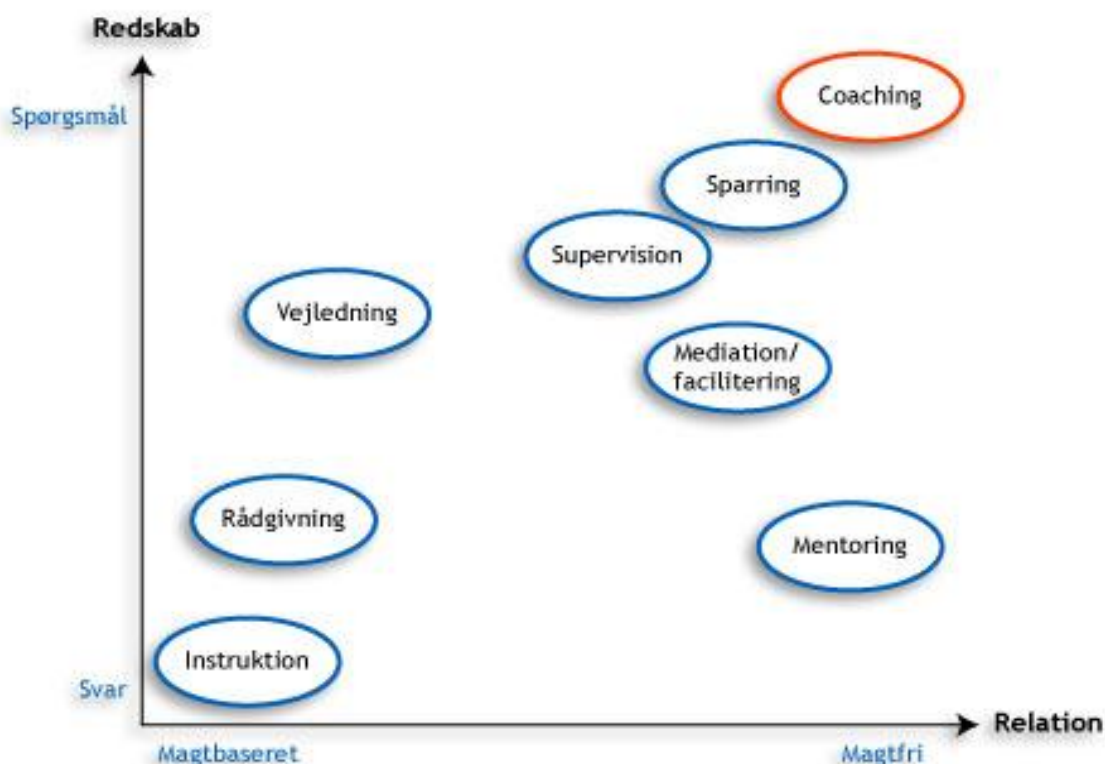 Redskab
Coaching
Spørgsmål
Sparring
Supervision
Vejledning
Mediation/
facilitering
Rådgivning
Mentoring
Instruktion
Svar
Relation
Magtbaseret
Magtfri